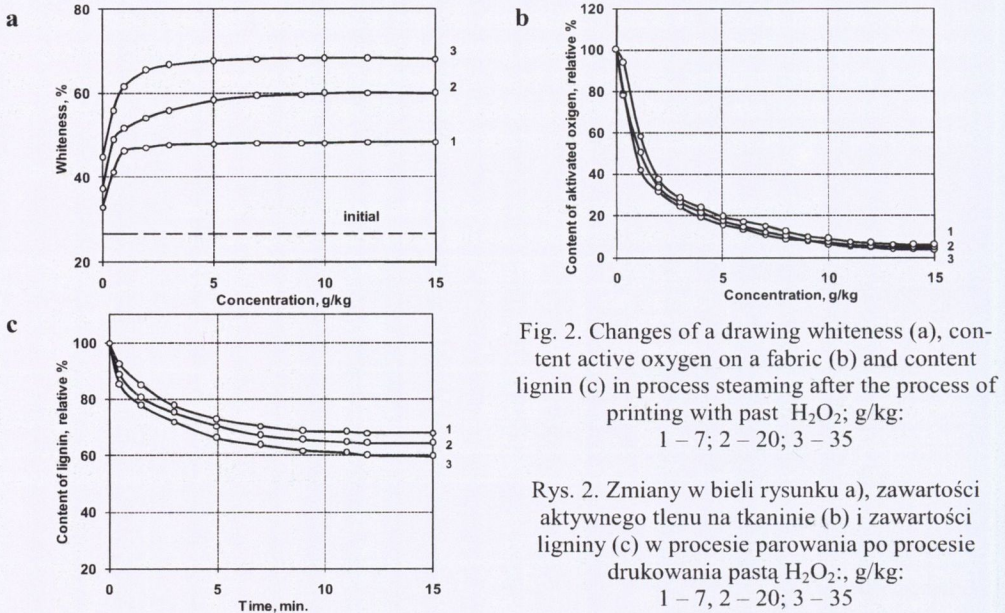 a
80
60
40
20
Whiteness, %
3
2
1
initial
0
5
10
15
Concentration, g/kg
b
120
100
80
60
40
20
0
Content of aktivated oxigen, relative %
1
2
3
0
5
10
15
Concentration, g/kg
c
100
80
60
40
20
Content of lignin, relative %
1
2
3
0
5
10
15
Time, min.
Fig. 2. Changes of a drawing whiteness (a), con-
tent active oxygen on a fabric (b) and content
lignin (c) in process steaming after the process of
printing with past H₂O₂; g/kg:
1 – 7; 2 – 20; 3 – 35
Rys. 2. Zmiany w bieli rysunku a), zawartości
aktywnego tlenu na tkaninie (b) i zawartości
ligniny (c) w procesie parowania po procesie
drukowania pastą H₂O₂:, g/kg:
1 – 7, 2 – 20; 3 – 35